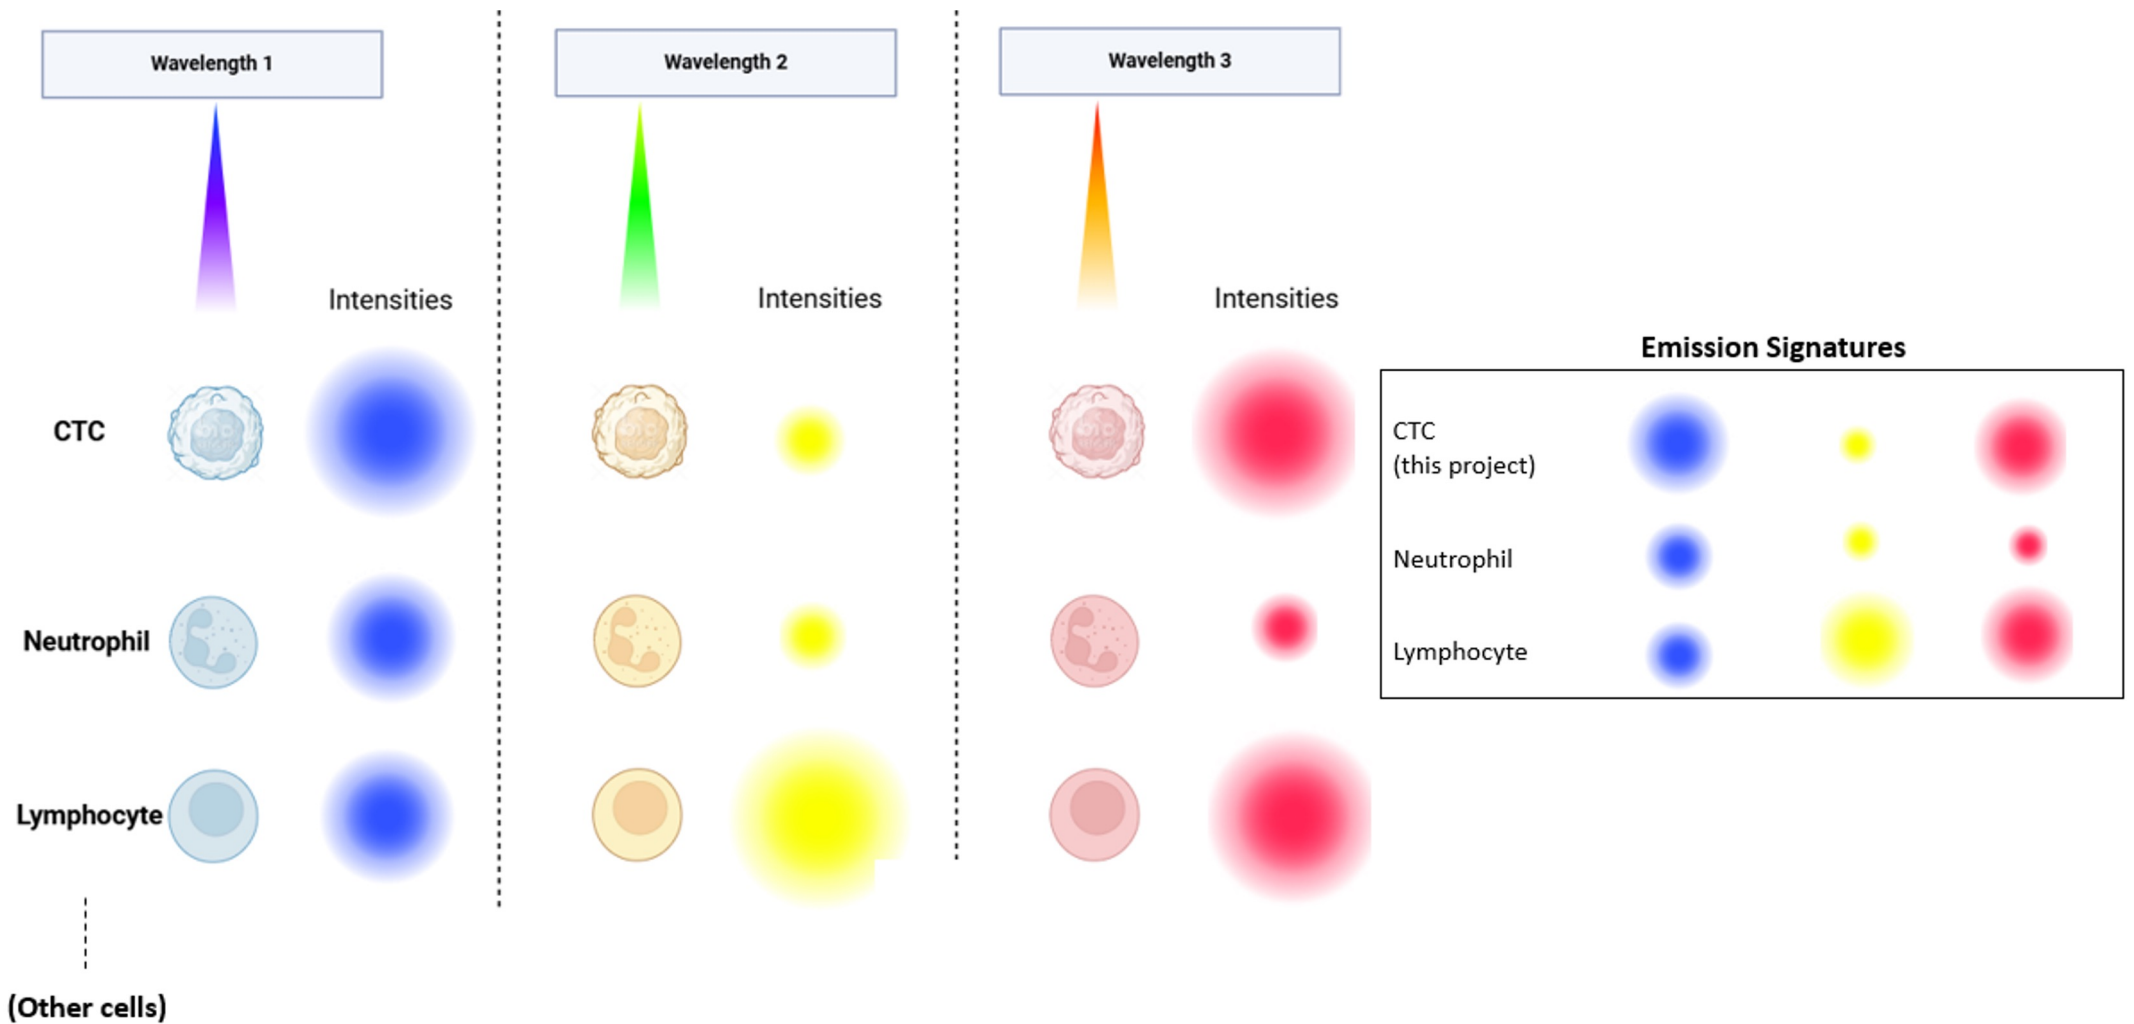 Wavelength 1
Wavelength 2
Wavelength 3
Intensities
Intensities
Intensities
CTC
Neutrophil
Lymphocyte
(Other cells)
Emission Signatures
CTC
(this project)
Neutrophil
Lymphocyte